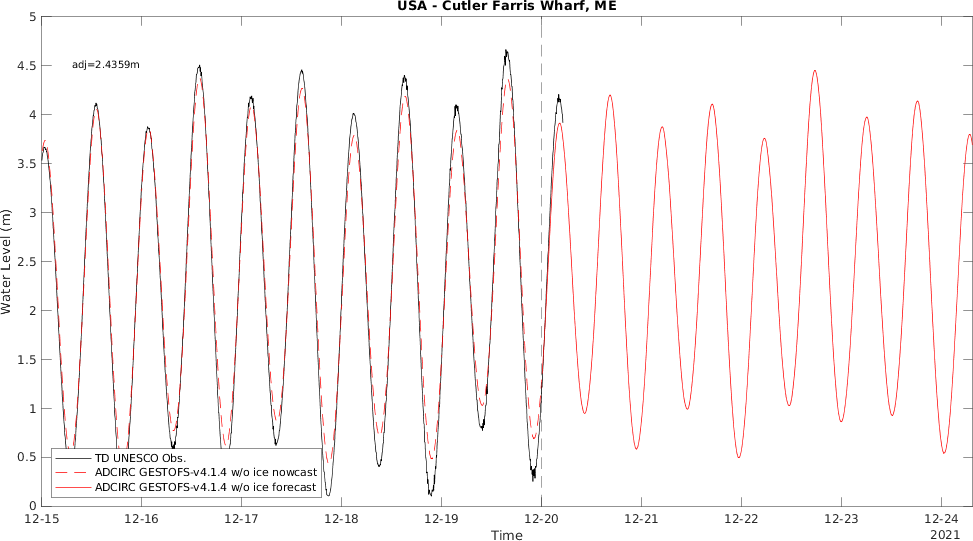 USA - Cutler Farris Wharf, ME
5
4.5
4
3.5
3
2.5
2
1.5
1
0.5
0
Water Level (m)
adj=2.4359m
TD UNESCO Obs.
ADCIRC GESTOFS-v4.1.4 w/o ice nowcast
ADCIRC GESTOFS-v4.1.4 w/o ice forecast
12-15 12-16 12-17 12-18 12-19 12-20 12-21 12-22 12-23 12-24
2021
Time